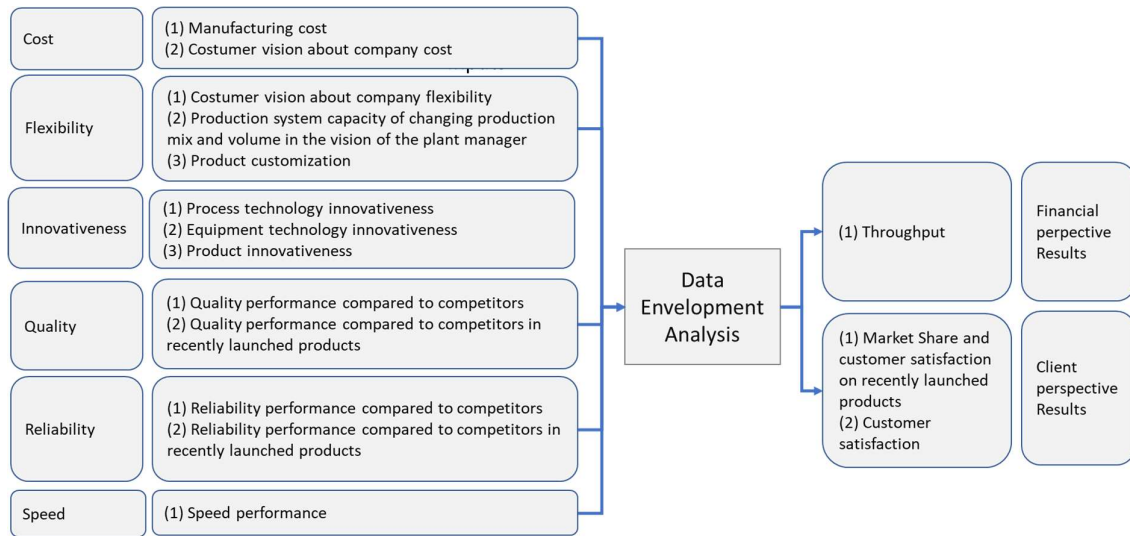 Cost
(1) Manufacturing cost
(2) Costumer vision about company cost
Flexibility
(1) Costumer vision about company flexibility
(2) Production system capacity of changing production
mix and volume in the vision of the plant manager
(3) Product customization
Innovativeness
(1) Process technology innovativeness
(2) Equipment technology innovativeness
(3) Product innovativeness
Quality
(1) Quality performance compared to competitors
(2) Quality performance compared to competitors in
recently launched products
Reliability
(1) Reliability performance compared to competitors
(2) Reliability performance compared to competitors in
recently launched products
Speed
(1) Speed performance
Data
Envelopment
Analysis
(1) Throughput
Financial
perpective
Results
(1) Market Share and
customer satisfaction
on recently launched
products
(2) Customer
satisfaction
Client
perspective
Results